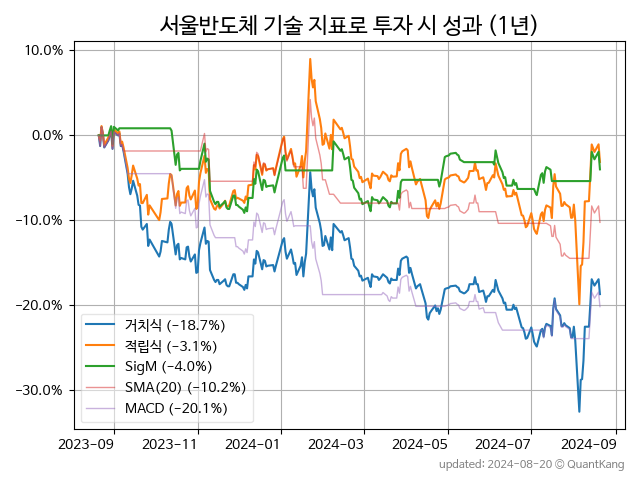 서울반도체 기술 지표로 투자 시 성과 (1년)
10.0%
0.0%
−10.0%
−20.0%
−30.0%
거치식 (−18.7%)
적립식 (−3.1%)
SigM (−4.0%)
SMA(20) (−10.2%)
MACD (−20.1%)
2023-09 2023-11 2024-01 2024-03 2024-05 2024-07 2024-09
updated: 2024-08-20 ⓒ QuantKang